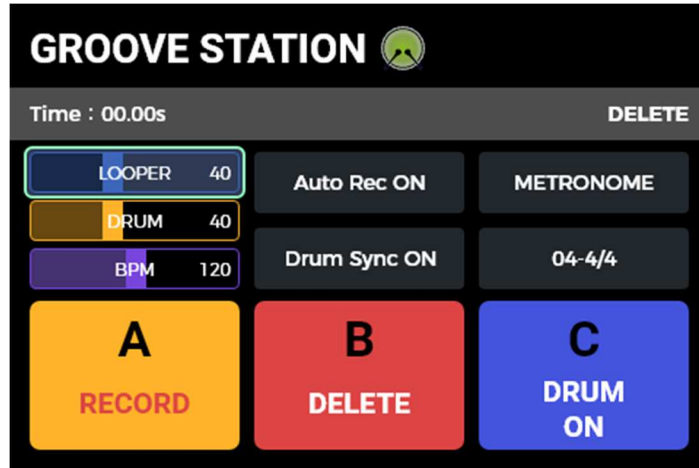 GROOVE STATION
Time : 00.00s
DELETE
LOOPER 40
Auto Rec ON
METRONOME
DRUM 40
BPM 120
Drum Sync ON
04-4/4
A
RECORD
B
DELETE
C
DRUM
ON